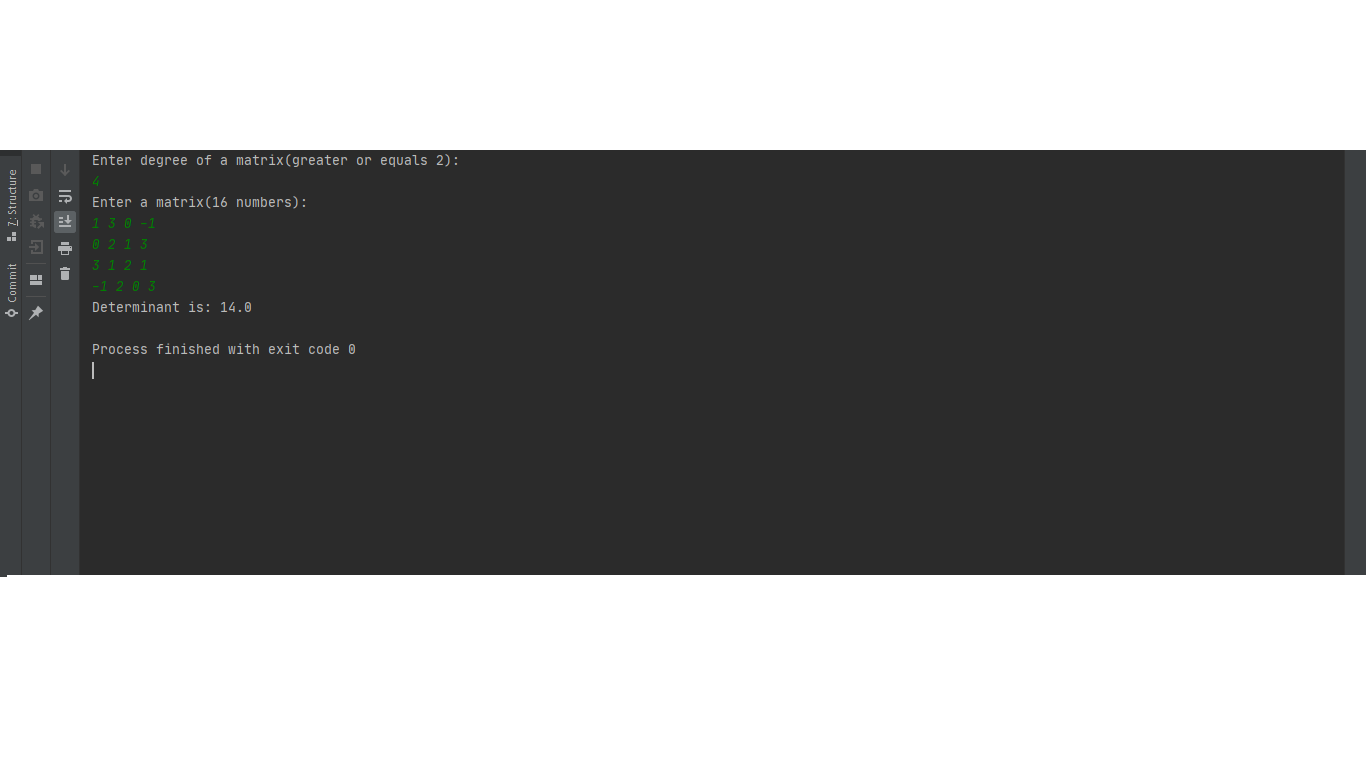 Enter degree of a matrix(greater or equals 2):
4
Enter a matrix(16 numbers):
1 3 0 -1
0 2 1 3
3 1 2 1
-1 2 0 3
Determinant is: 14.0
Process finished with exit code 0
7: Structure
Commit